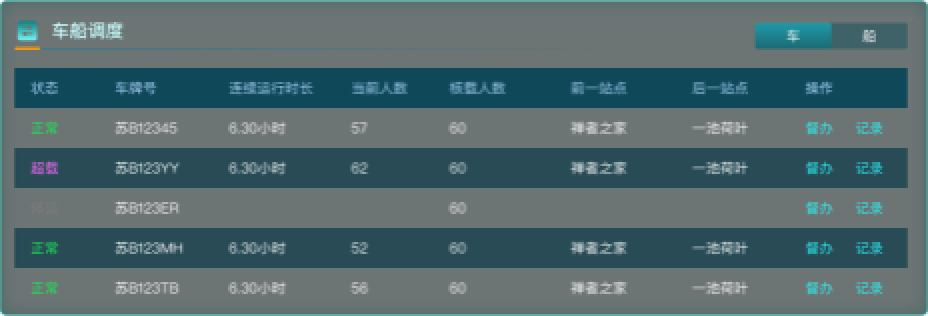 车船调度
车 船
状态 车牌号 连续运行时长 当前人数 核载人数 前一站点 后一站点 操作
正常 苏B12345 6.30小时 57 60 禅者之家 一池荷叶 督办 记录
超载 苏B123YY 6.30小时 62 60 禅者之家 一池荷叶 督办 记录
苏B123ER 60 督办 记录
正常 苏B123MH 6.30小时 52 60 禅者之家 一池荷叶 督办 记录
正常 苏B123TB 6.30小时 56 60 禅者之家 一池荷叶 督办 记录